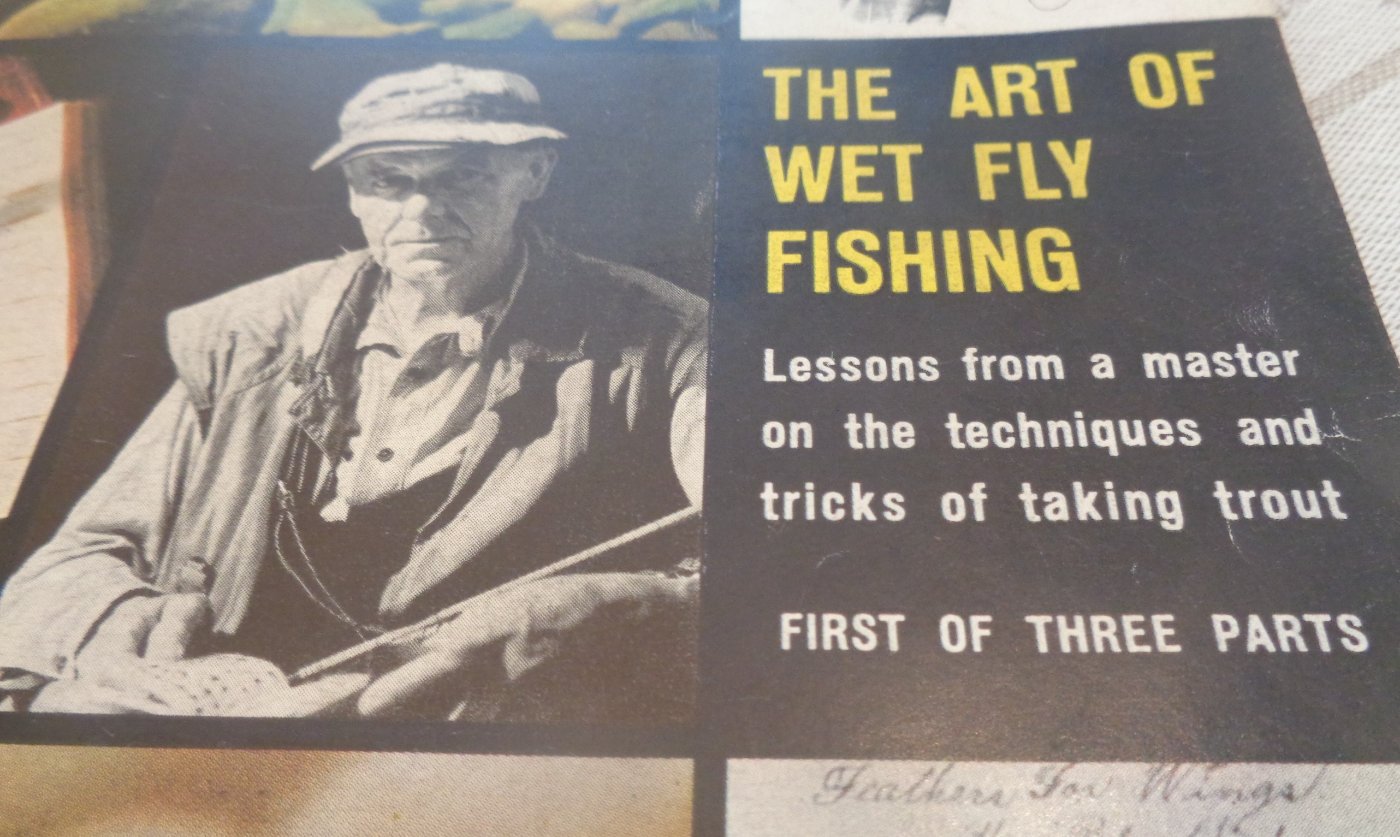 THE ART OF
WET FLY
FISHING
Lessons from a master
on the techniques and
tricks of taking trout
FIRST OF THREE PARTS
Feathers For Wings.